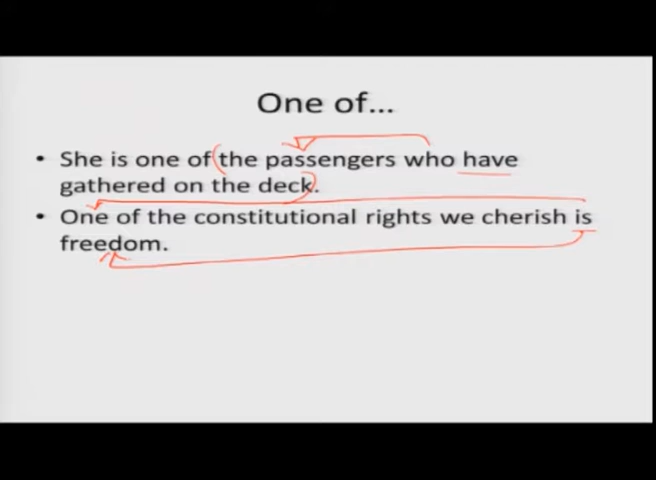 One of...
• She is one of the passengers who have
gathered on the deck.
• One of the constitutional rights we cherish is
freedom.